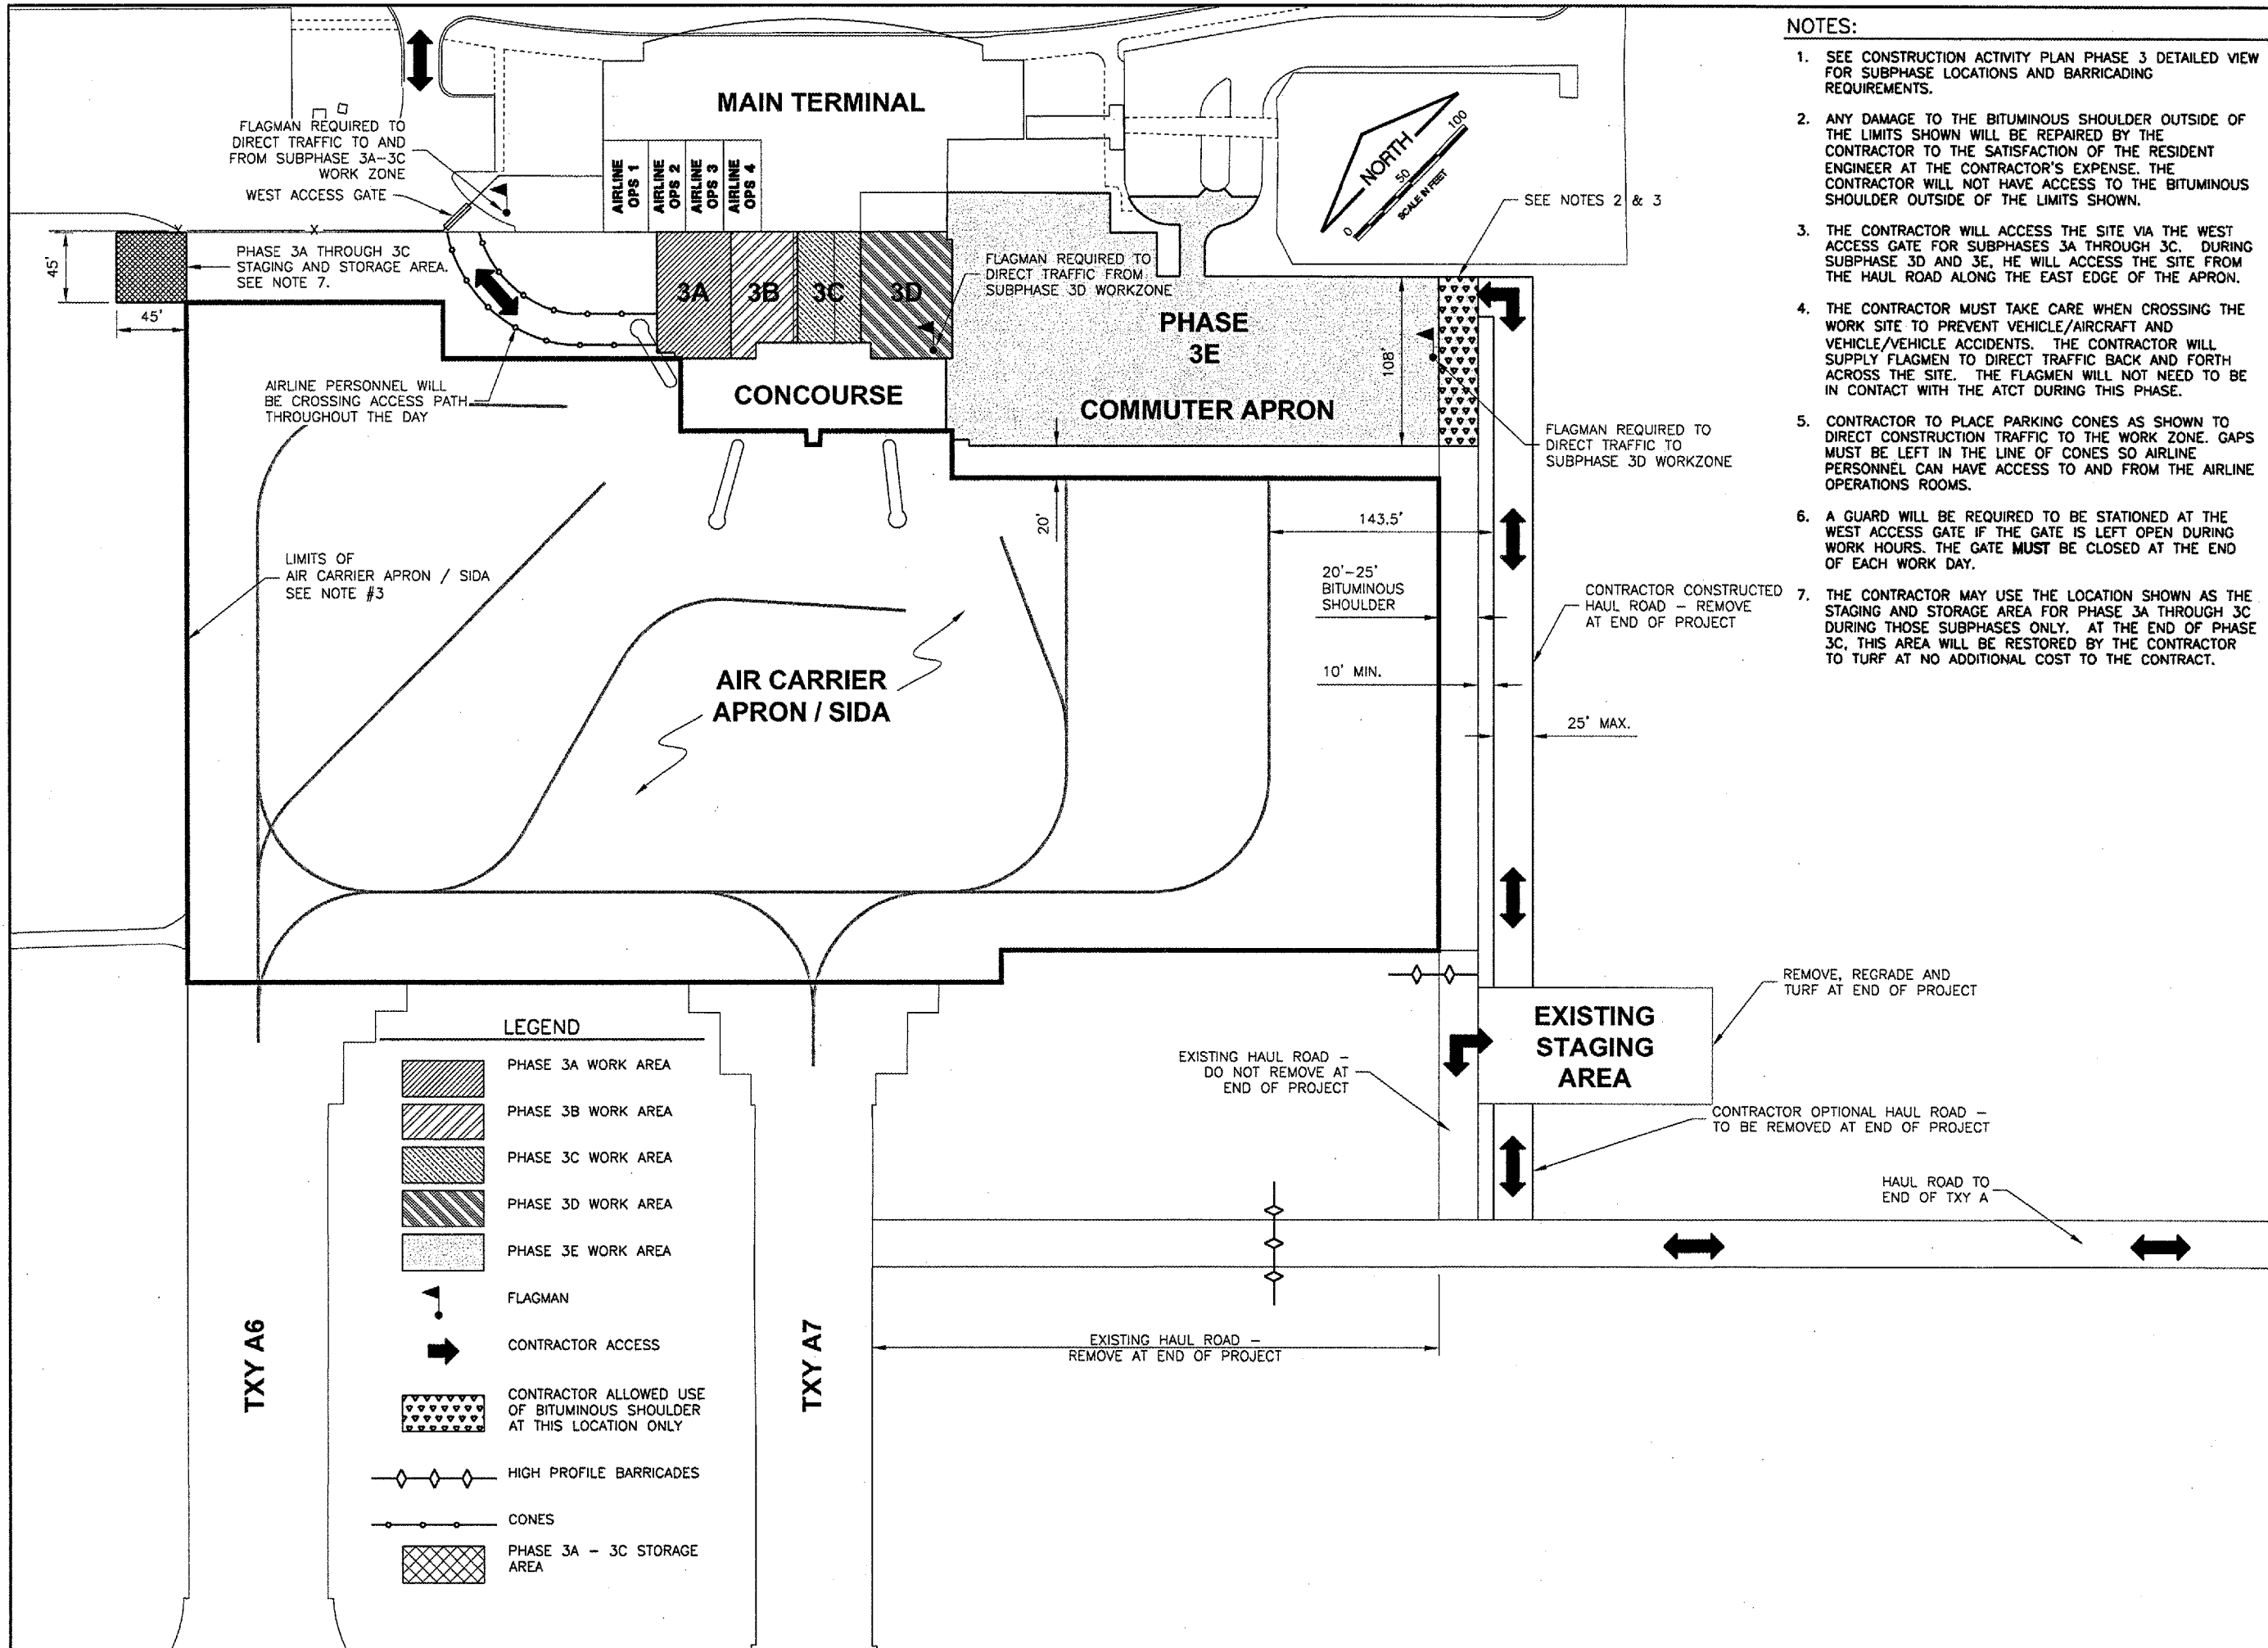 MAIN TERMINAL
FLAGMAN REQUIRED TO
DIRECT TRAFFIC TO AND
FROM SUBPHASE 3A-3C
WORK ZONE
WEST ACCESS GATE
AIRLINE
OPS 1
AIRLINE
OPS 2
AIRLINE
OPS 3
AIRLINE
OPS 4
NORTH
0
50
100
SCALE IN FEET
SEE NOTES 2 & 3
X
X
45'
45'
PHASE 3A THROUGH 3C
STAGING AND STORAGE AREA.
SEE NOTE 7.
3A
3B
3C
3D
FLAGMAN REQUIRED TO
DIRECT TRAFFIC FROM
SUBPHASE 3D WORKZONE
PHASE
3E
COMMUTER APRON
108'
AIRLINE PERSONNEL WILL
BE CROSSING ACCESS PATH
THROUGHOUT THE DAY
CONCOURSE
FLAGMAN REQUIRED TO
DIRECT TRAFFIC TO
SUBPHASE 3D WORKZONE
20'
143.5'
LIMITS OF
AIR CARRIER APRON / SIDA
SEE NOTE #3
20'-25'
BITUMINOUS
SHOULDER
CONTRACTOR CONSTRUCTED
HAUL ROAD - REMOVE
AT END OF PROJECT
10' MIN.
25' MAX.
AIR CARRIER
APRON / SIDA
REMOVE, REGRADE AND
TURF AT END OF PROJECT
EXISTING
STAGING
AREA
EXISTING HAUL ROAD -
DO NOT REMOVE AT
END OF PROJECT
CONTRACTOR OPTIONAL HAUL ROAD -
TO BE REMOVED AT END OF PROJECT
HAUL ROAD TO
END OF TXY A
EXISTING HAUL ROAD -
REMOVE AT END OF PROJECT
TXY A6
TXY A7
LEGEND
PHASE 3A WORK AREA
PHASE 3B WORK AREA
PHASE 3C WORK AREA
PHASE 3D WORK AREA
PHASE 3E WORK AREA
FLAGMAN
CONTRACTOR ACCESS
CONTRACTOR ALLOWED USE
OF BITUMINOUS SHOULDER
AT THIS LOCATION ONLY
HIGH PROFILE BARRICADES
CONES
PHASE 3A - 3C STORAGE
AREA
NOTES:
1. SEE CONSTRUCTION ACTIVITY PLAN PHASE 3 DETAILED VIEW
FOR SUBPHASE LOCATIONS AND BARRICADING
REQUIREMENTS.
2. ANY DAMAGE TO THE BITUMINOUS SHOULDER OUTSIDE OF
THE LIMITS SHOWN WILL BE REPAIRED BY THE
CONTRACTOR TO THE SATISFACTION OF THE RESIDENT
ENGINEER AT THE CONTRACTOR'S EXPENSE. THE
CONTRACTOR WILL NOT HAVE ACCESS TO THE BITUMINOUS
SHOULDER OUTSIDE OF THE LIMITS SHOWN.
3. THE CONTRACTOR WILL ACCESS THE SITE VIA THE WEST
ACCESS GATE FOR SUBPHASES 3A THROUGH 3C. DURING
SUBPHASE 3D AND 3E, HE WILL ACCESS THE SITE FROM
THE HAUL ROAD ALONG THE EAST EDGE OF THE APRON.
4. THE CONTRACTOR MUST TAKE CARE WHEN CROSSING THE
WORK SITE TO PREVENT VEHICLE/AIRCRAFT AND
VEHICLE/VEHICLE ACCIDENTS. THE CONTRACTOR WILL
SUPPLY FLAGMEN TO DIRECT TRAFFIC BACK AND FORTH
ACROSS THE SITE. THE FLAGMEN WILL NOT NEED TO BE
IN CONTACT WITH THE ATCT DURING THIS PHASE.
5. CONTRACTOR TO PLACE PARKING CONES AS SHOWN TO
DIRECT CONSTRUCTION TRAFFIC TO THE WORK ZONE. GAPS
MUST BE LEFT IN THE LINE OF CONES SO AIRLINE
PERSONNEL CAN HAVE ACCESS TO AND FROM THE AIRLINE
OPERATIONS ROOMS.
6. A GUARD WILL BE REQUIRED TO BE STATIONED AT THE
WEST ACCESS GATE IF THE GATE IS LEFT OPEN DURING
WORK HOURS. THE GATE MUST BE CLOSED AT THE END
OF EACH WORK DAY.
7. THE CONTRACTOR MAY USE THE LOCATION SHOWN AS THE
STAGING AND STORAGE AREA FOR PHASE 3A THROUGH 3C
DURING THOSE SUBPHASES ONLY. AT THE END OF PHASE
3C, THIS AREA WILL BE RESTORED BY THE CONTRACTOR
TO TURF AT NO ADDITIONAL COST TO THE CONTRACT.